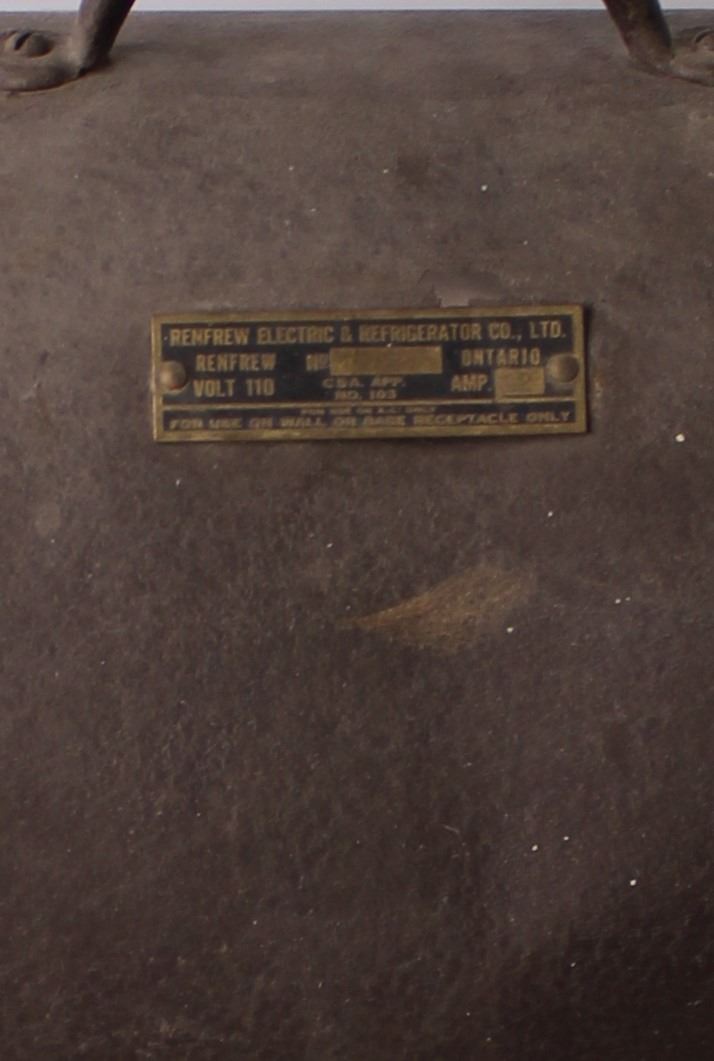 RENFREW ELECTRIC & REFRIGERATOR CO., LTD.
RENFREW NO ONTARIO
VOLT 110 C.S.A. APP. NO. 103 AMP.
FOR USE ON A.C. ONLY
FOR USE ON WALL OR BASE RECEPTACLE ONLY